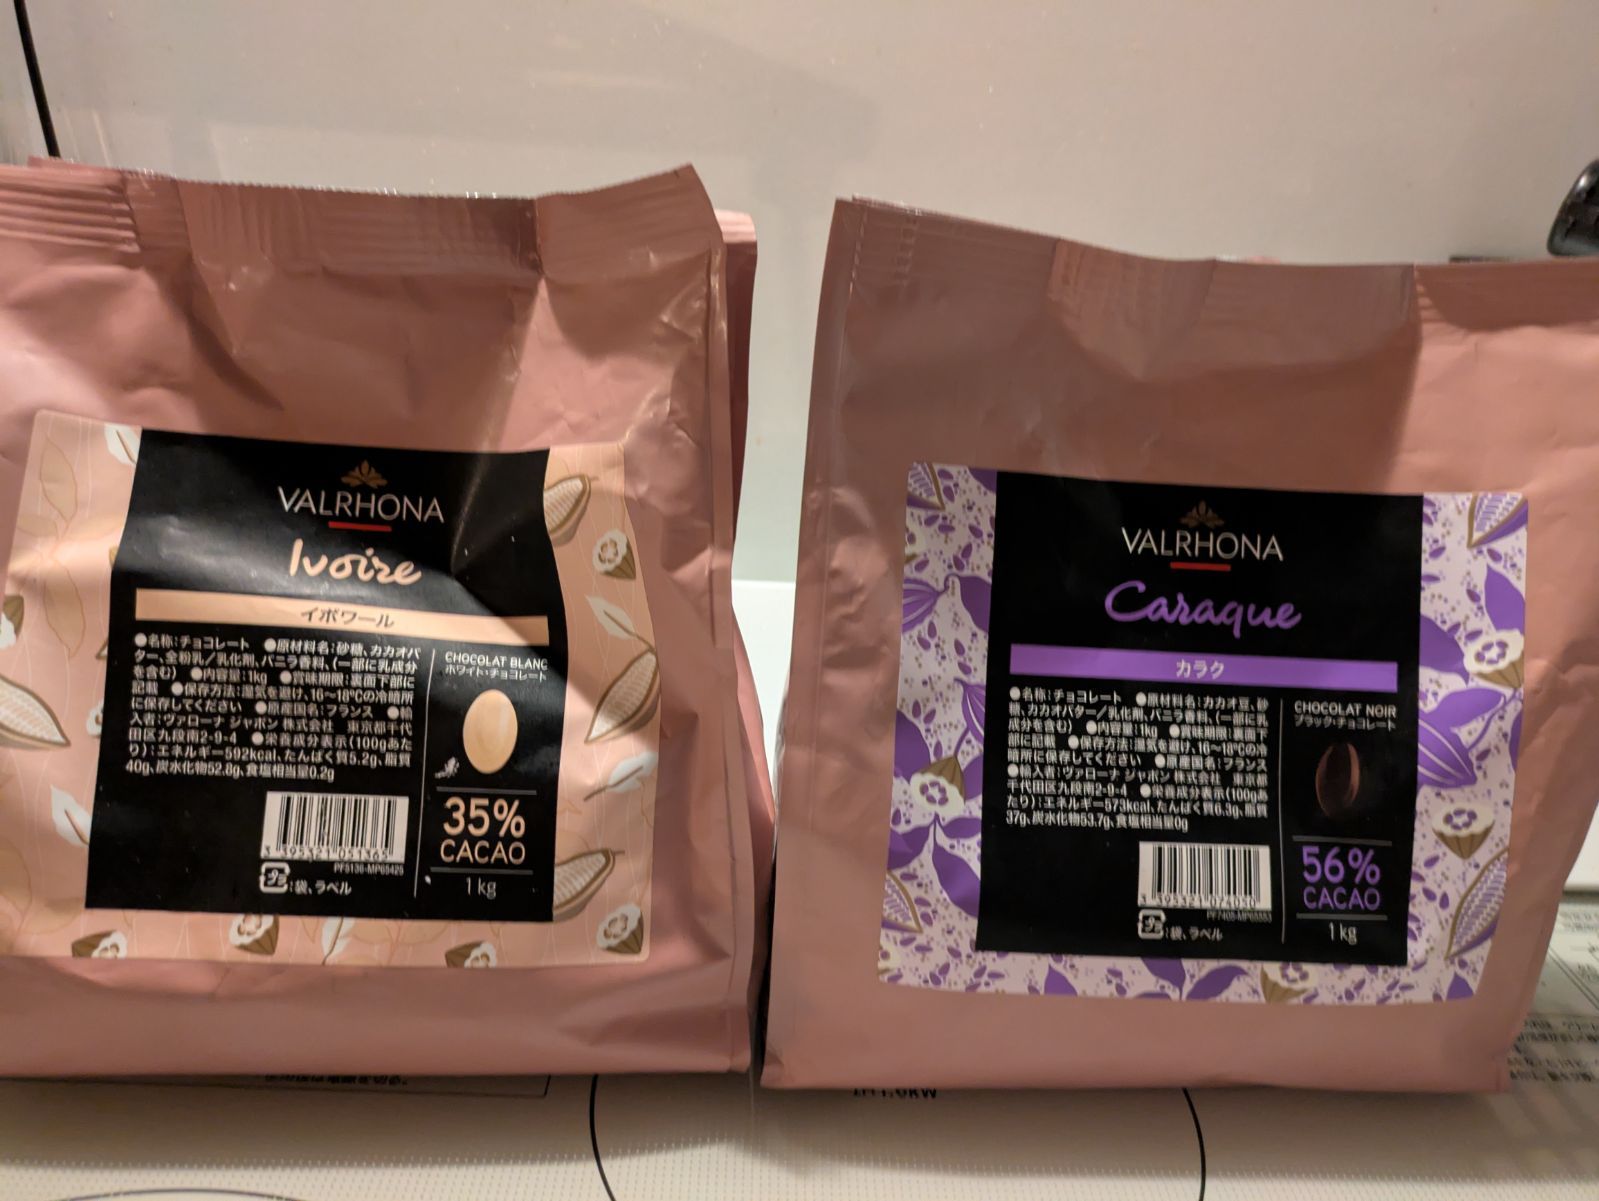 VALRHONA
Ivoire
イボワール
●名称:チョコレート ●原材料名:砂糖、カカオバ
ター、全粉乳/乳化剤、バニラ香料、(一部に乳成分
を含む) ●内容量:1kg ●賞味期限:裏面下部に
記載 ●保存方法:湿気を避け、16~18℃の冷暗所
に保存してください ●原産国名:フランス ●輸
入者:ヴァローナ ジャポン 株式会社 東京都千代
田区九段南2-9-4 ●栄養成分表示(100gあた
り):エネルギー592kcal、たんぱく質5.2g、脂質
40g、炭水化物52.8g、食塩相当量0.2g
CHOCOLAT BLANC
ホワイト・チョコレート
35%
CACAO
1kg
3 395321 051365
PF5136-MP65425
プラ:袋、ラベル
VALRHONA
Caraque
カラク
●名称:チョコレート ●原材料名:カカオ豆、砂
糖、カカオバター/乳化剤、バニラ香料、(一部に乳
成分を含む) ●内容量:1kg ●賞味期限:裏面下
部に記載 ●保存方法:湿気を避け、16~18℃の冷
暗所に保存してください ●原産国名:フランス
●輸入者:ヴァローナ ジャポン 株式会社 東京都
千代田区九段南2-9-4 ●栄養成分表示(100gあ
たり):エネルギー573kcal、たんぱく質6.3g、脂質
37g、炭水化物53.7g、食塩相当量0g
CHOCOLAT NOIR
ブラック・チョコレート
56%
CACAO
1kg
プラ:袋、ラベル